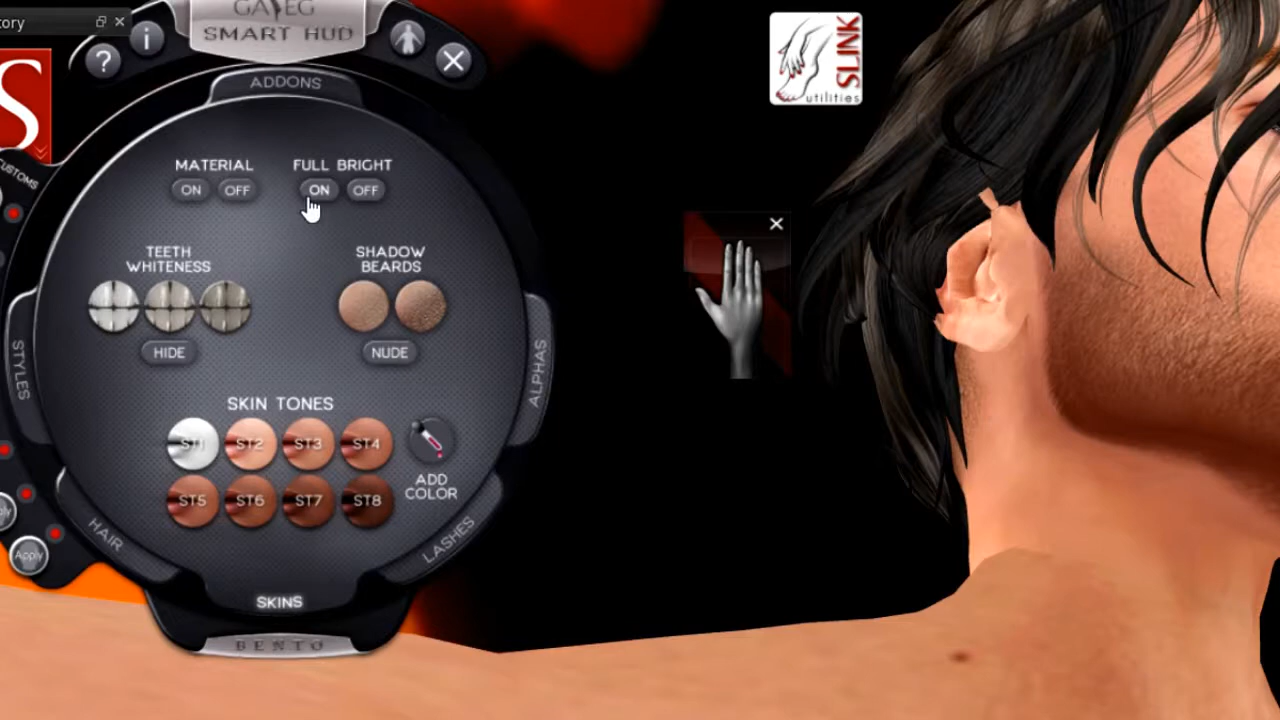 tory
GA EG
SMART HUD
i
?
ADDONS
S
SLINK
utilities
CUSTOMS
MATERIAL
ON
OFF
FULL BRIGHT
ON
OFF
TEETH
WHITENESS
HIDE
SHADOW
BEARDS
NUDE
STYLES
ALPHAS
SKIN TONES
ST1
ST2
ST3
ST4
ST5
ST6
ST7
ST8
ADD
COLOR
HAIR
LASHES
Apply
SKINS
BENTO